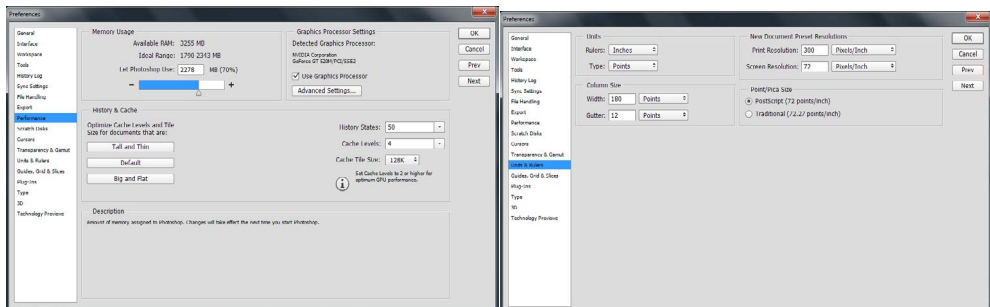 Preferences
General
Interface
Workspace
Tools
History Log
Sync Settings
File Handling
Export
Performance
Scratch Disks
Cursors
Transparency & Gamut
Units & Rulers
Guides, Grid & Slices
Plug-Ins
Type
3D
Technology Previews
Memory Usage
Available RAM: 3255 MB
Ideal Range: 1790 2343 MB
Let Photoshop Use: 2278 MB (70%)
- +
Graphics Processor Settings
Detected Graphics Processor:
NVIDIA Corporation
GeForce GT 520M/PCI/SSE2
Use Graphics Processor
Advanced Settings...
OK
Cancel
Prev
Next
History & Cache
Optimize Cache Levels and Tile
Size for documents that are:
Tall and Thin
Default
Big and Flat
History States: 50
Cache Levels: 4
Cache Tile Size: 128K
Set Cache Levels to 2 or higher for
optimum GPU performance.
Description
Amount of memory assigned to Photoshop. Changes will take effect the next time you start Photoshop.
Preferences
General
Interface
Workspace
Tools
History Log
Sync Settings
File Handling
Export
Performance
Scratch Disks
Cursors
Transparency & Gamut
Units & Rulers
Guides, Grid & Slices
Plug-Ins
Type
3D
Technology Previews
Units
Rulers: Inches
Type: Points
Column Size
Width: 180 Points
Gutter: 12 Points
New Document Preset Resolutions
Print Resolution: 300 Pixels/Inch
Screen Resolution: 72 Pixels/Inch
Point/Pica Size
PostScript (72 points/inch)
Traditional (72.27 points/inch)
OK
Cancel
Prev
Next